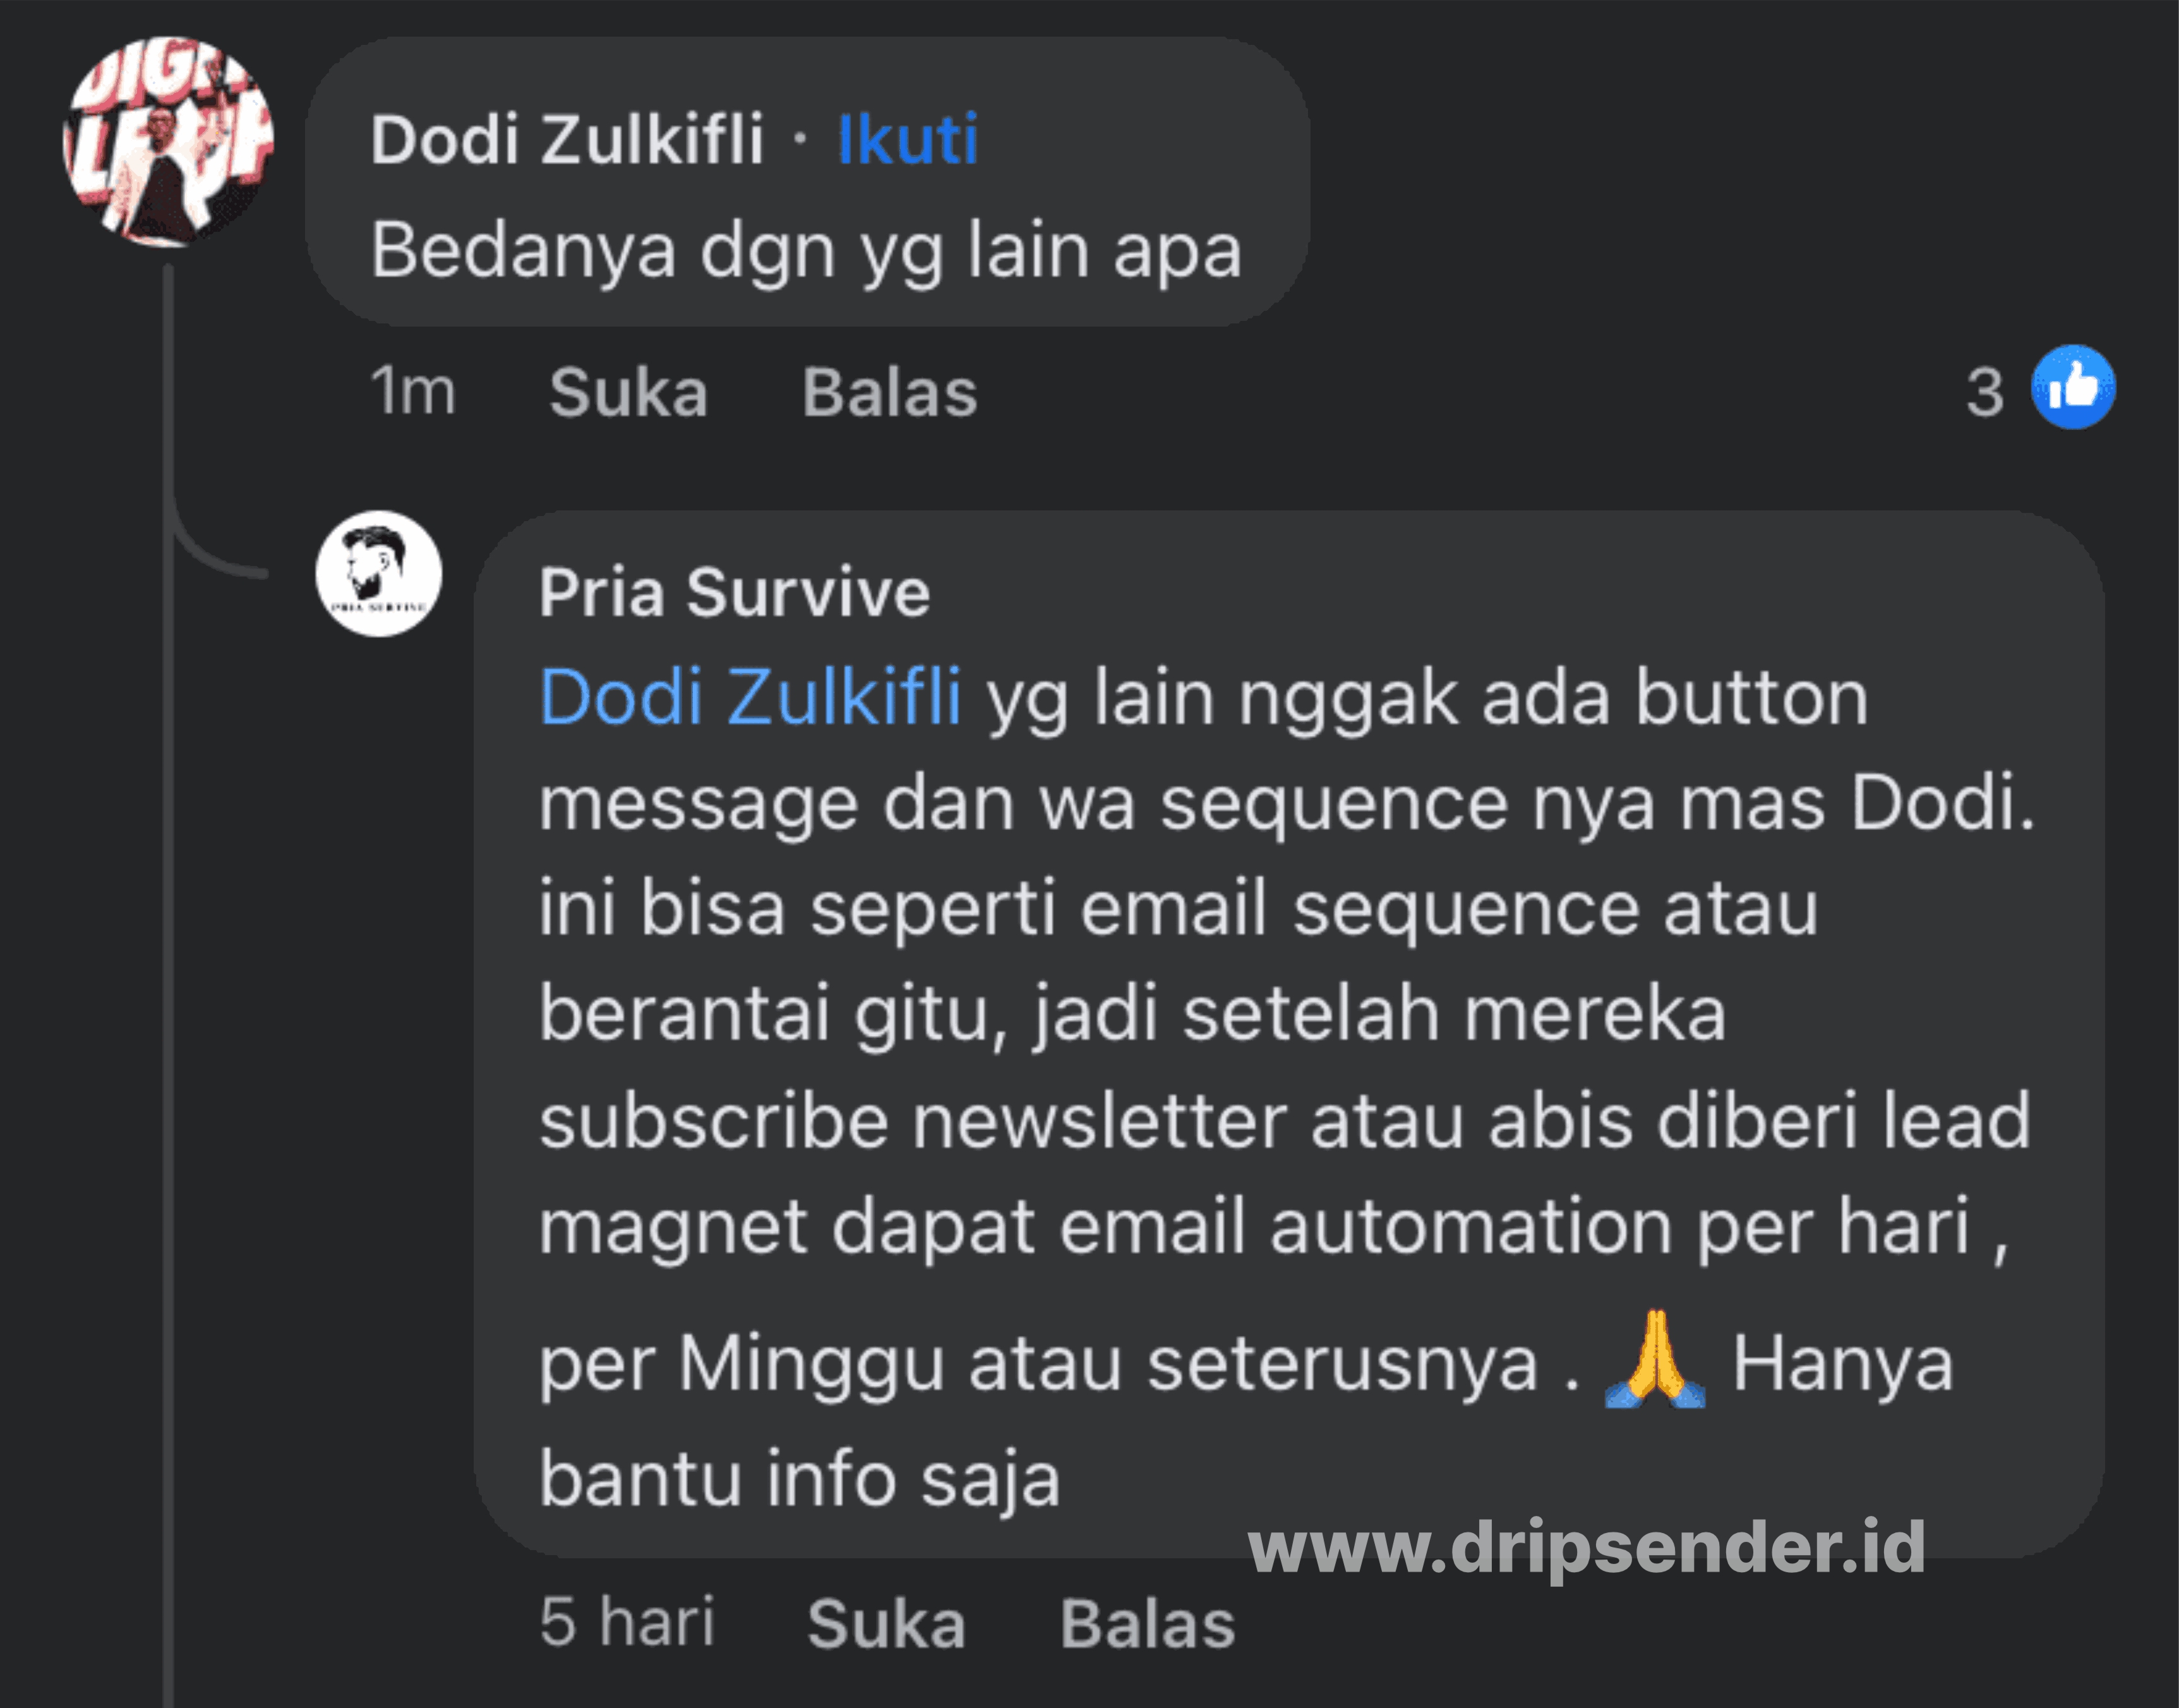 Dodi Zulkifli · Ikuti
Bedanya dgn yg lain apa
1m Suka Balas 3
PRIA SURVIVE
Pria Survive
Dodi Zulkifli yg lain nggak ada button
message dan wa sequence nya mas Dodi.
ini bisa seperti email sequence atau
berantai gitu, jadi setelah mereka
subscribe newsletter atau abis diberi lead
magnet dapat email automation per hari ,
per Minggu atau seterusnya . 🙏 Hanya
bantu info saja
www.dripsender.id
5 hari Suka Balas